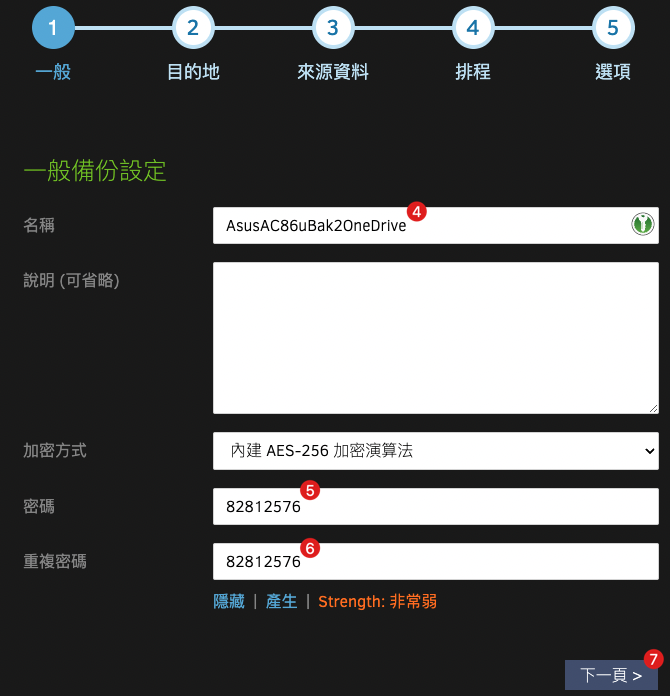 1 2 3 4 5
一般 目的地 來源資料 排程 選項
一般備份設定
名稱 AsusAC86uBak2OneDrive 4
說明 (可省略)
加密方式 內建 AES-256 加密演算法
密碼 82812576 5
重複密碼 82812576 6
隱藏 | 產生 | Strength: 非常弱
下一頁 > 7